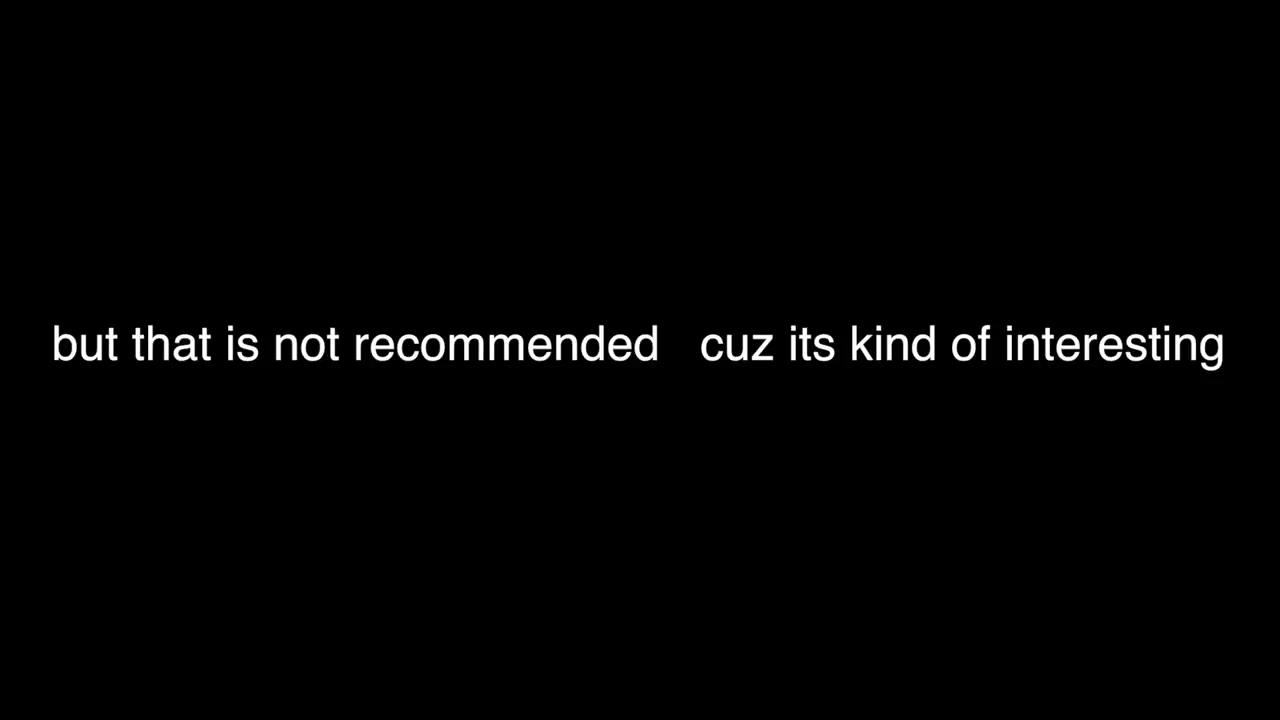 but that is not recommended   cuz its kind of interesting